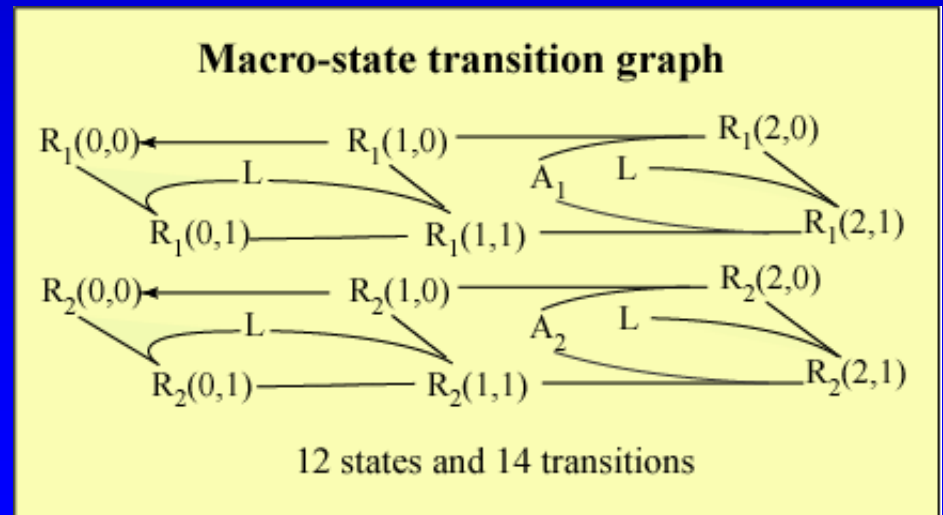 Macro-state transition graph
R₁(0,0) R₁(1,0) R₁(2,0)
L A₁ L
R₁(0,1) R₁(1,1) R₁(2,1)
R₂(0,0) R₂(1,0) R₂(2,0)
L A₂ L
R₂(0,1) R₂(1,1) R₂(2,1)
12 states and 14 transitions